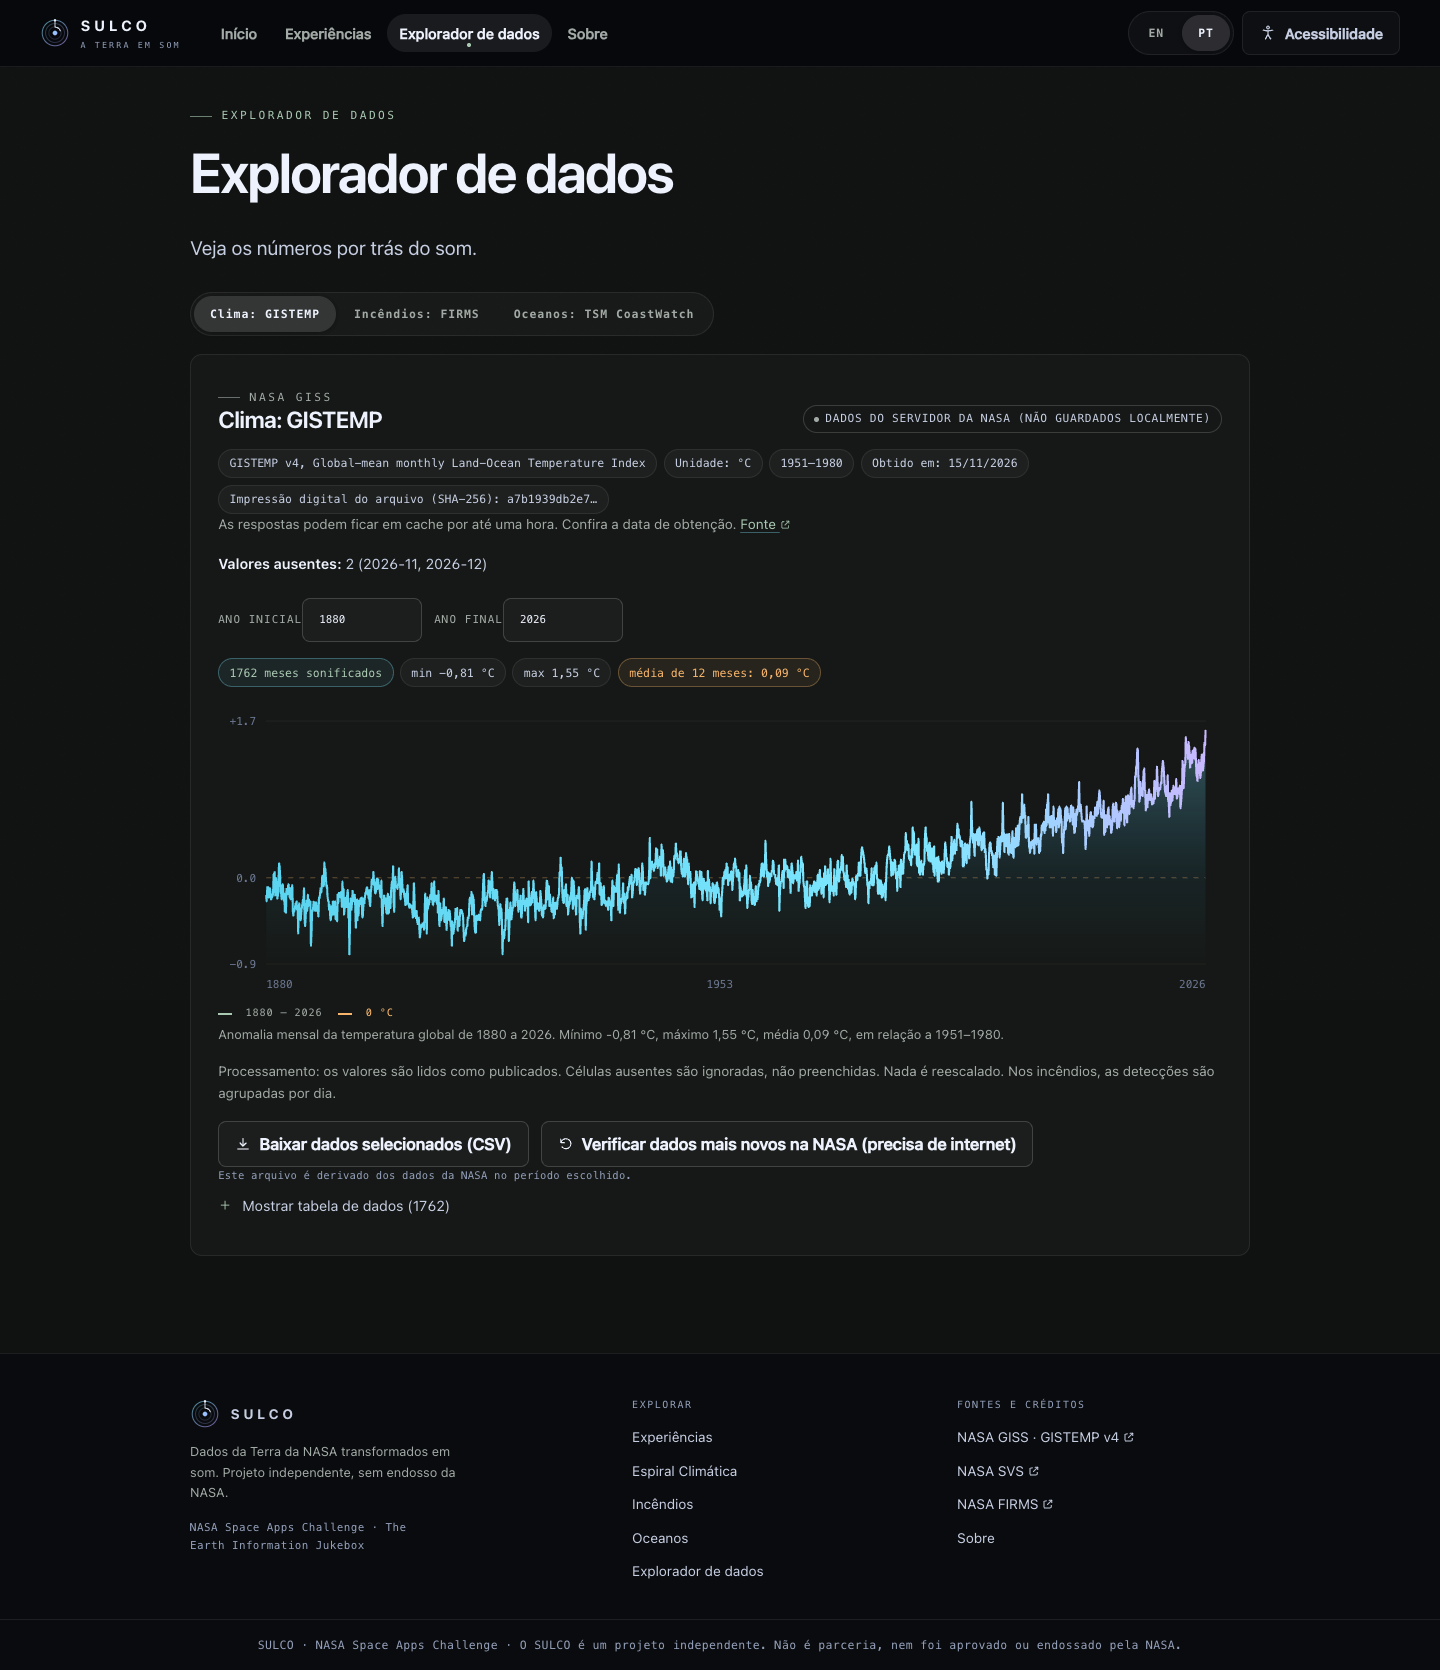 SULCO
A TERRA EM SOM
Início
Experiências
Explorador de dados
Sobre
EN
PT
Acessibilidade
EXPLORADOR DE DADOS
Explorador de dados
Veja os números por trás do som.
Clima: GISTEMP
Incêndios: FIRMS
Oceanos: TSM CoastWatch
NASA GISS
Clima: GISTEMP
DADOS DO SERVIDOR DA NASA (NÃO GUARDADOS LOCALMENTE)
GISTEMP v4, Global-mean monthly Land-Ocean Temperature Index
Unidade: °C
1951–1980
Obtido em: 15/11/2026
Impressão digital do arquivo (SHA-256): a7b1939db2e7…
As respostas podem ficar em cache por até uma hora. Confira a data de obtenção. Fonte
Valores ausentes: 2 (2026-11, 2026-12)
ANO INICIAL
1880
ANO FINAL
2026
1762 meses sonificados
min −0,81 °C
max 1,55 °C
média de 12 meses: 0,09 °C
+1.7
0.0
−0.9
1880
1953
2026
1880 — 2026
0 °C
Anomalia mensal da temperatura global de 1880 a 2026. Mínimo -0,81 °C, máximo 1,55 °C, média 0,09 °C, em relação a 1951–1980.
Processamento: os valores são lidos como publicados. Células ausentes são ignoradas, não preenchidas. Nada é reescalado. Nos incêndios, as detecções são
agrupadas por dia.
Baixar dados selecionados (CSV)
Verificar dados mais novos na NASA (precisa de internet)
Este arquivo é derivado dos dados da NASA no período escolhido.
+ Mostrar tabela de dados (1762)
SULCO
Dados da Terra da NASA transformados em
som. Projeto independente, sem endosso da
NASA.
NASA Space Apps Challenge · The
Earth Information Jukebox
EXPLORAR
Experiências
Espiral Climática
Incêndios
Oceanos
Explorador de dados
FONTES E CRÉDITOS
NASA GISS · GISTEMP v4
NASA SVS
NASA FIRMS
Sobre
SULCO · NASA Space Apps Challenge · O SULCO é um projeto independente. Não é parceria, nem foi aprovado ou endossado pela NASA.